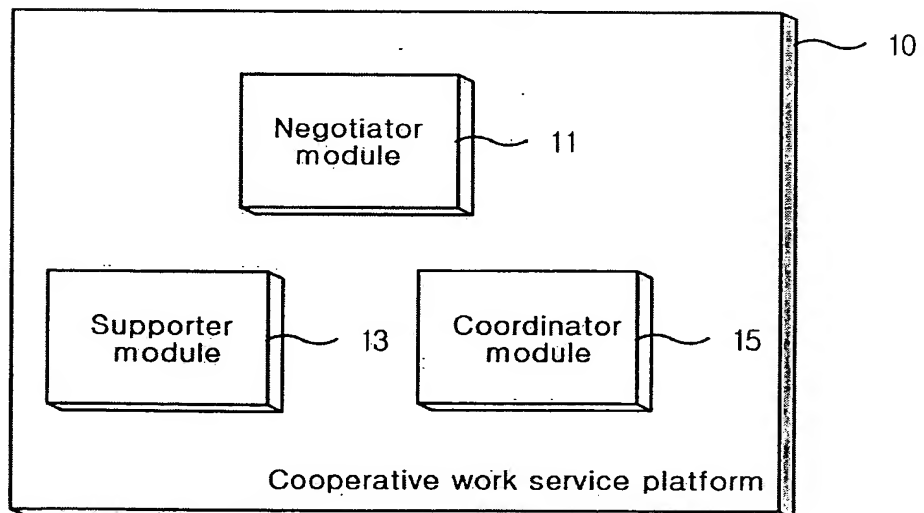 10
Negotiator
module
11
Supporter
module
13
Coordinator
module
15
Cooperative work service platform